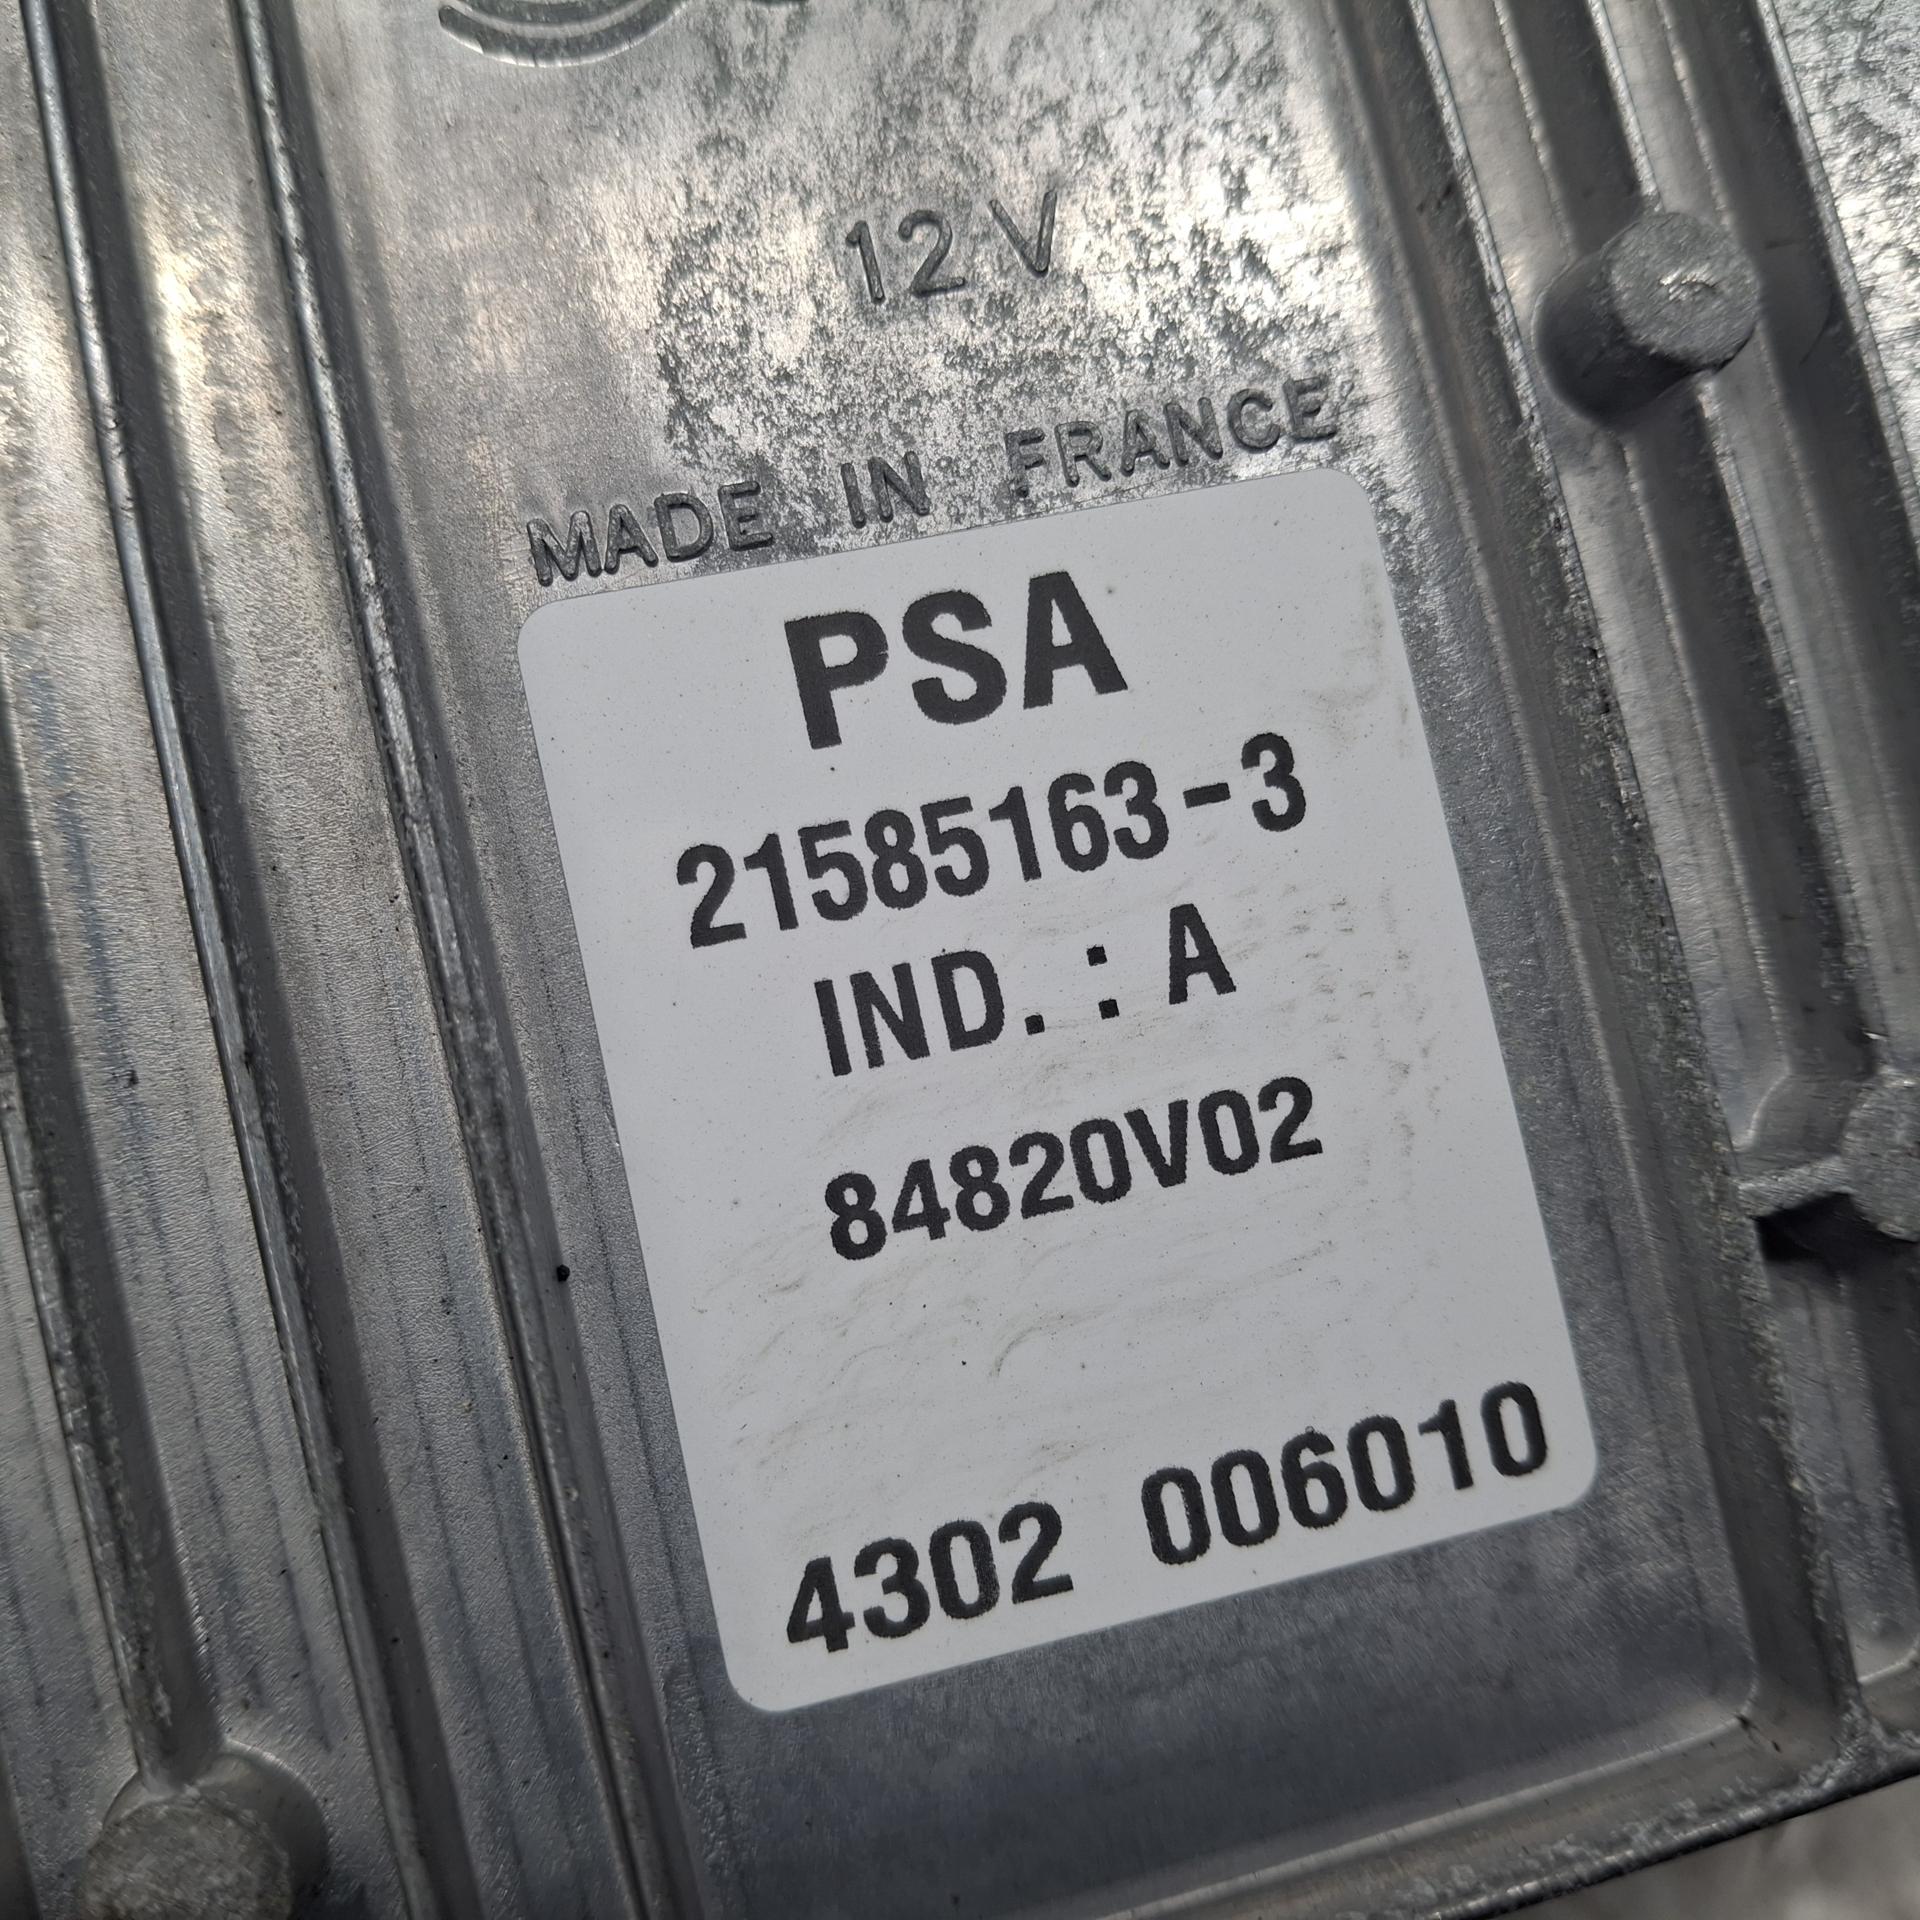 12 V
MADE IN FRANCE
PSA
21585163-3
IND. : A
84820V02
4302 006010